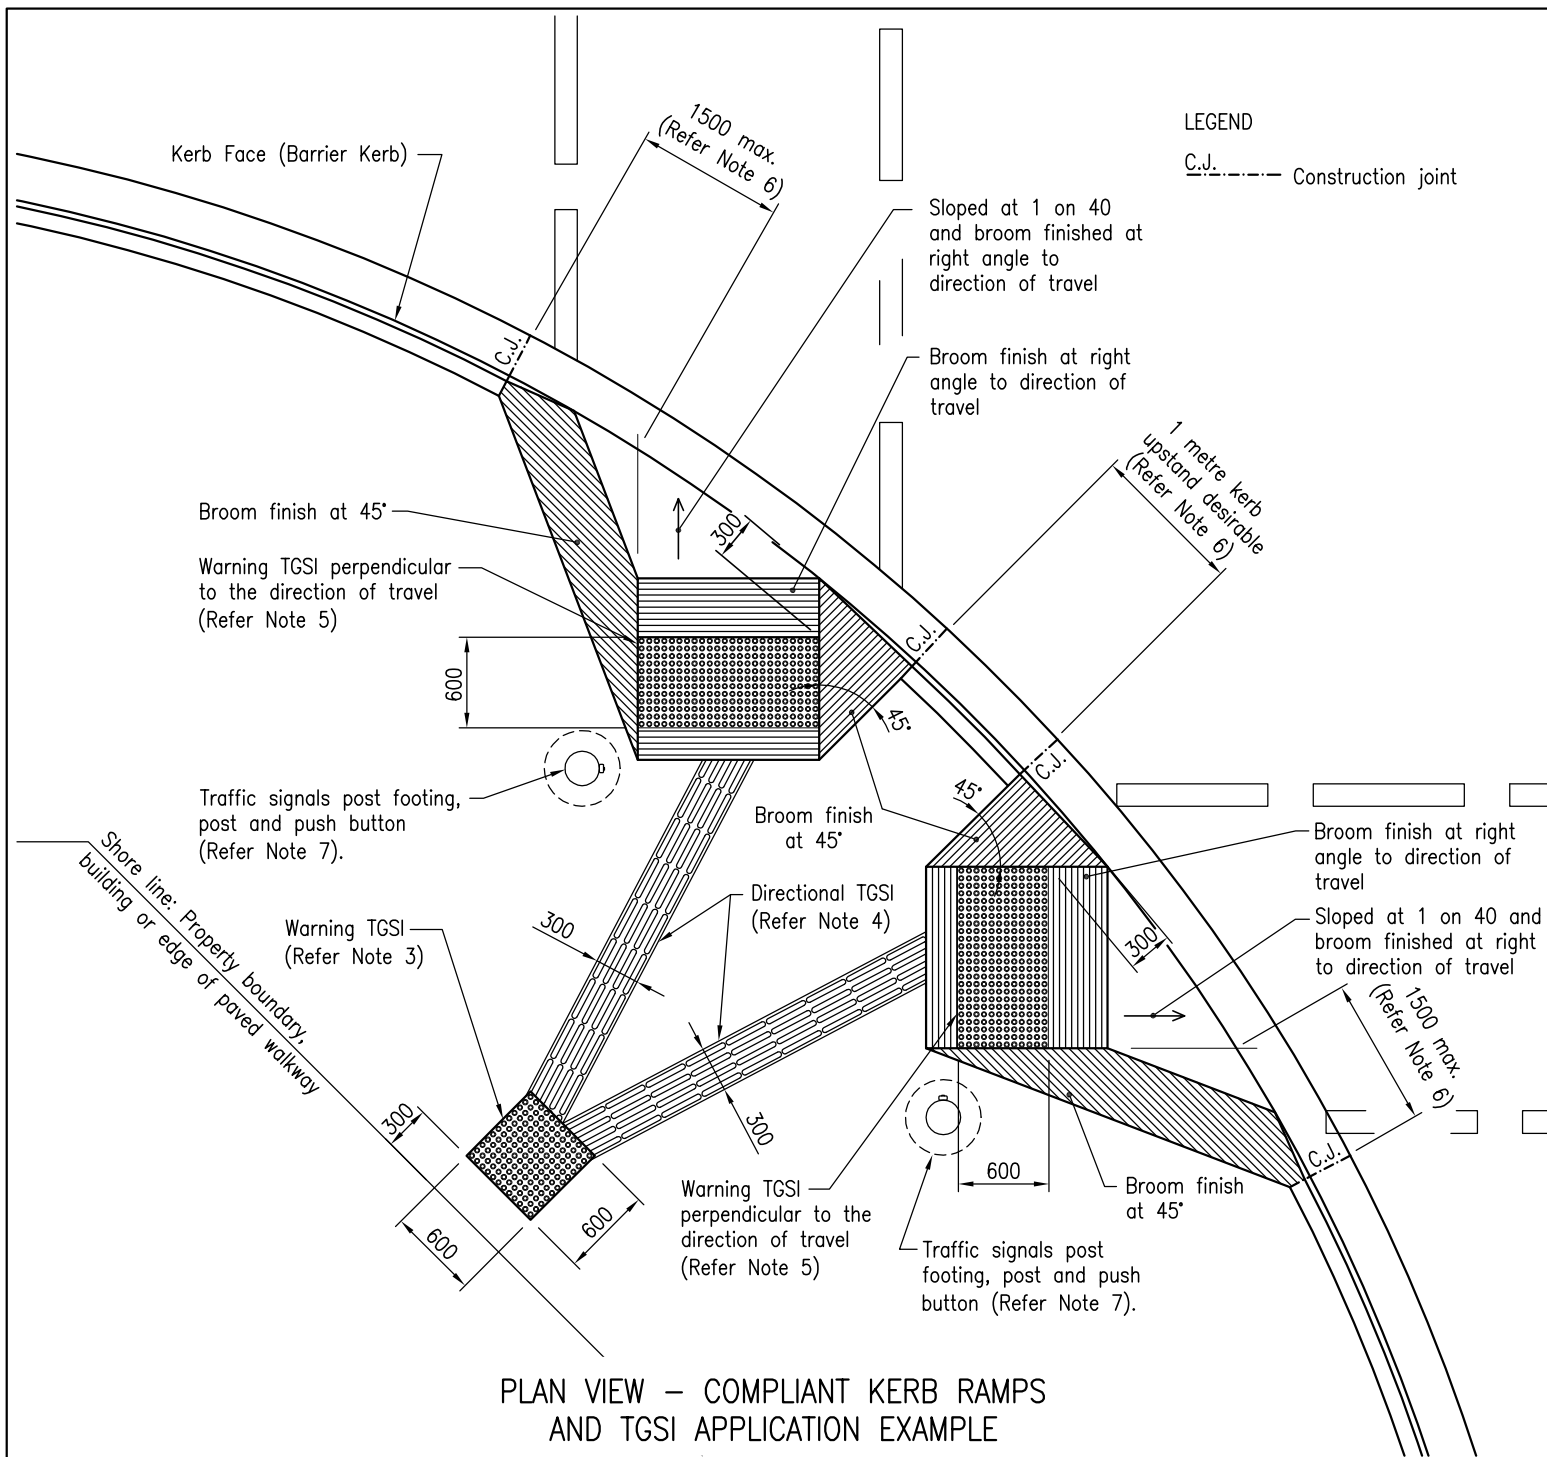 LEGEND
C.J.
Construction joint
Kerb Face (Barrier Kerb)
1500 max.
(Refer Note 6)
Sloped at 1 on 40
and broom finished at
right angle to
direction of travel
C.J.
Broom finish at right
angle to direction of
travel
1 metre kerb
upstand desirable
(Refer Note 6)
Broom finish at 45°
300
Warning TGSI perpendicular
to the direction of travel
(Refer Note 5)
600
C.J.
45°
Traffic signals post footing,
post and push button
(Refer Note 7).
C.J.
45°
Broom finish
at 45°
Broom finish at right
angle to direction of
travel
Shore line: Property boundary,
building or edge of paved walkway
Directional TGSI
(Refer Note 4)
Warning TGSI
(Refer Note 3)
300
300
Sloped at 1 on 40 and
broom finished at right
to direction of travel
1500 max.
(Refer Note 6)
300
300
C.J.
600
600
600
Warning TGSI
perpendicular to the
direction of travel
(Refer Note 5)
Broom finish
at 45°
Traffic signals post
footing, post and push
button (Refer Note 7).
PLAN VIEW – COMPLIANT KERB RAMPS
AND TGSI APPLICATION EXAMPLE